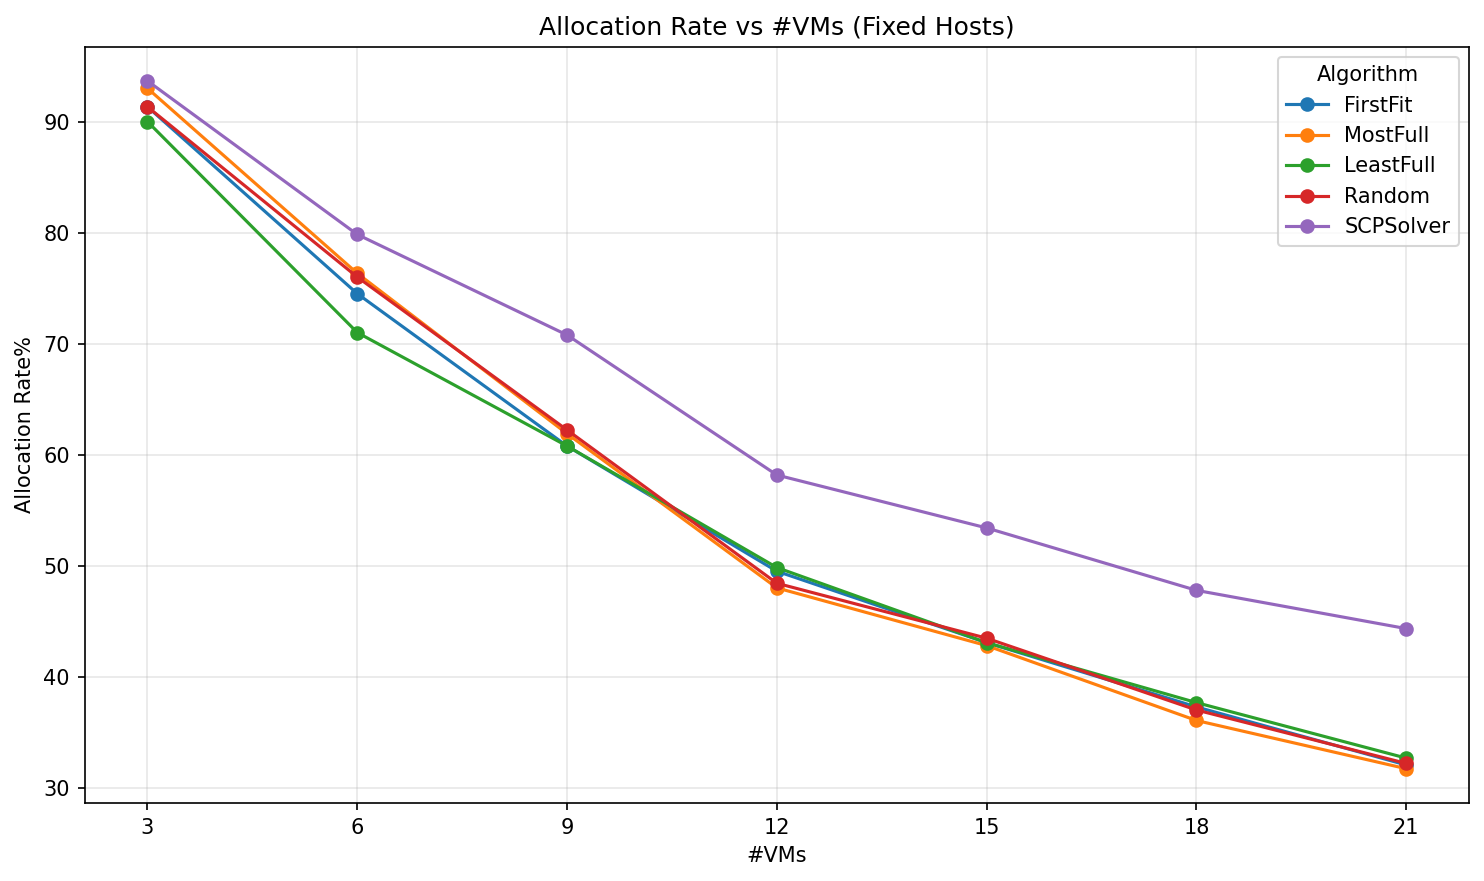 Allocation Rate vs #VMs (Fixed Hosts)
Algorithm
FirstFit
MostFull
LeastFull
Random
SCPSolver
Allocation Rate%
90
80
70
60
50
40
30
3 6 9 12 15 18 21
#VMs